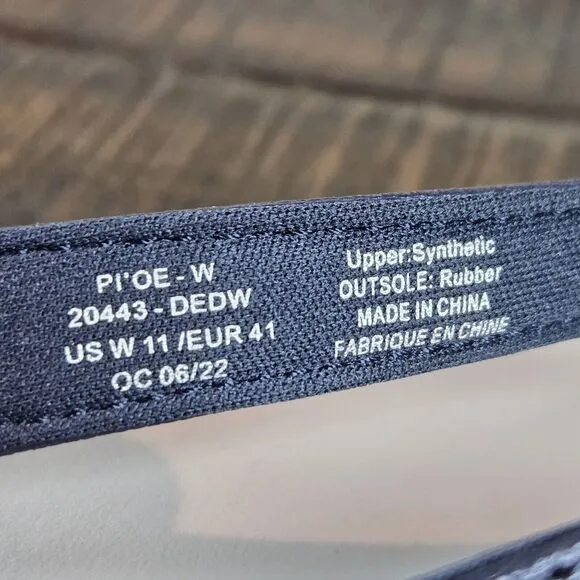 PI'OE - W
20443 - DEDW
US W 11 /EUR 41
QC 06/22
Upper:Synthetic
OUTSOLE: Rubber
MADE IN CHINA
FABRIQUE EN CHINE